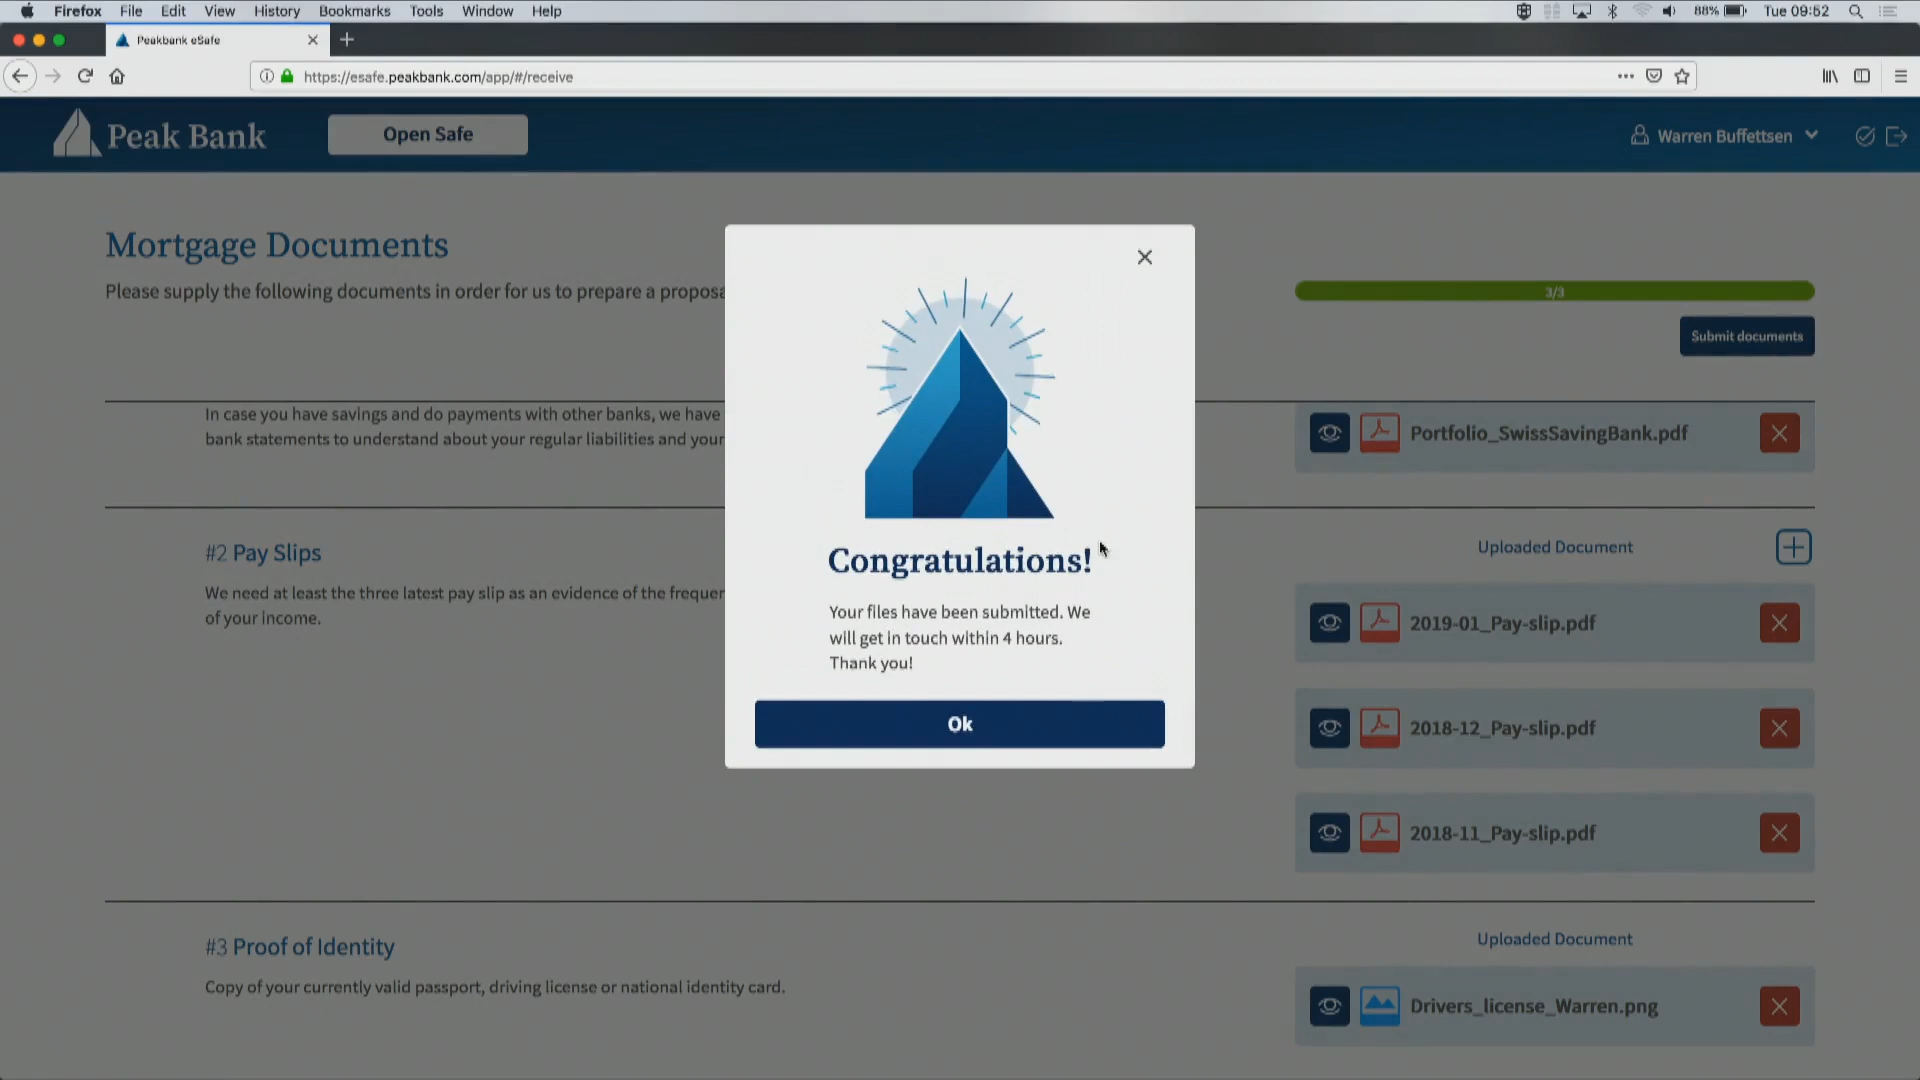 Firefox File Edit View History Bookmarks Tools Window Help 88% Tue 09:52
Peakbank eSafe
https://esafe.peakbank.com/app/#/receive
Peak Bank Open Safe Warren Buffettsen
Mortgage Documents
Please supply the following documents in order for us to prepare a proposa
3/3
Submit documents
In case you have savings and do payments with other banks, we have
bank statements to understand about your regular liabilities and your
Portfolio_SwissSavingBank.pdf
#2 Pay Slips
We need at least the three latest pay slip as an evidence of the frequen
of your income.
Uploaded Document
2019-01_Pay-slip.pdf
2018-12_Pay-slip.pdf
2018-11_Pay-slip.pdf
#3 Proof of Identity
Copy of your currently valid passport, driving license or national identity card.
Uploaded Document
Drivers_license_Warren.png
Congratulations!
Your files have been submitted. We
will get in touch within 4 hours.
Thank you!
Ok